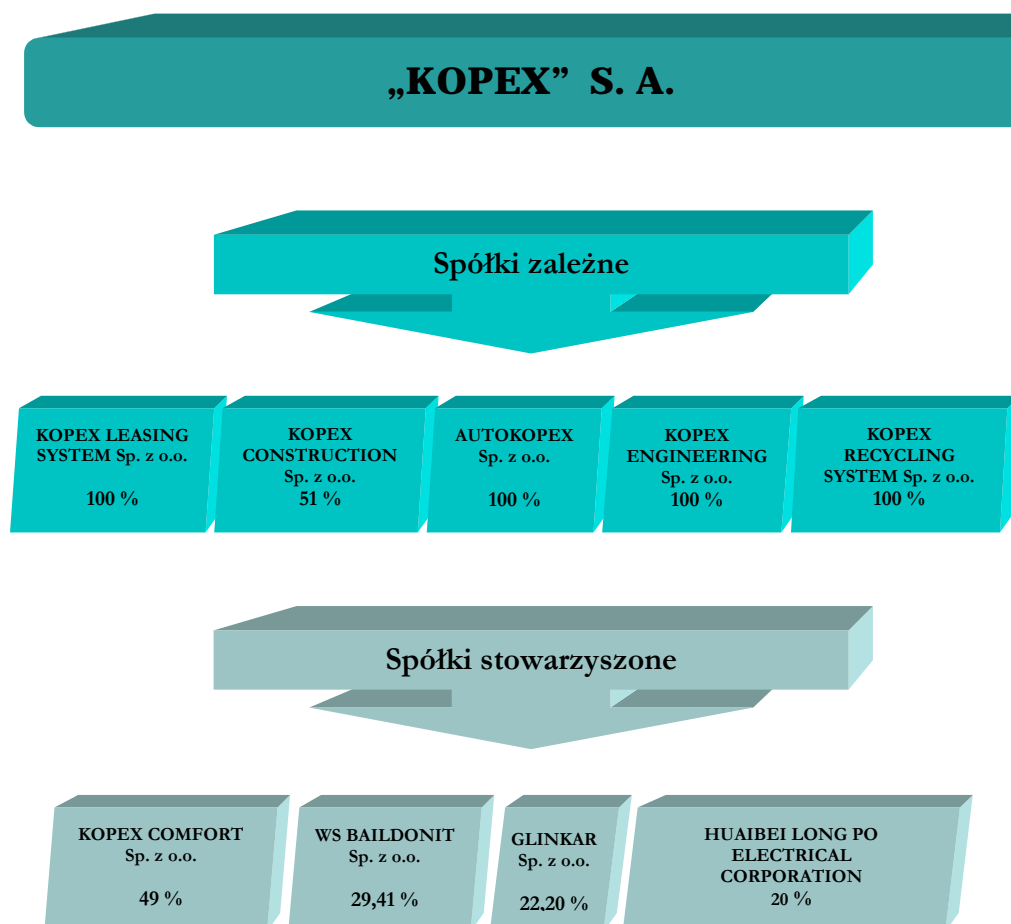 „KOPEX” S. A.
Spółki zależne
KOPEX LEASING
SYSTEM Sp. z o.o.
100 %
KOPEX
CONSTRUCTION
Sp. z o.o.
51 %
AUTOKOPEX
Sp. z o.o.
100 %
KOPEX
ENGINEERING
Sp. z o.o.
100 %
KOPEX
RECYCLING
SYSTEM Sp. z o.o.
100 %
Spółki stowarzyszone
KOPEX COMFORT
Sp. z o.o.
49 %
WS BAILDONIT
Sp. z o.o.
29,41 %
GLINKAR
Sp. z o.o.
22,20 %
HUAIBEI LONG PO
ELECTRICAL
CORPORATION
20 %